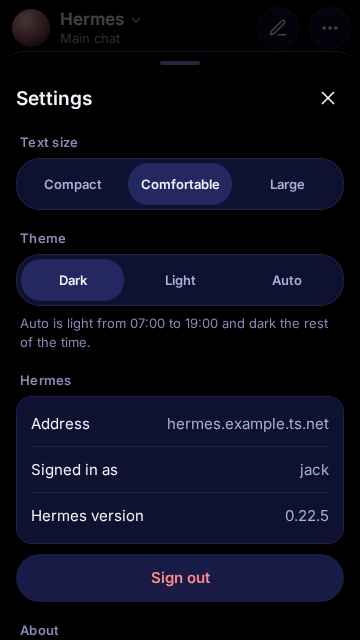 Hermes
Main chat
Settings
Text size
Compact Comfortable Large
Theme
Dark Light Auto
Auto is light from 07:00 to 19:00 and dark the rest
of the time.
Hermes
Address hermes.example.ts.net
Signed in as jack
Hermes version 0.22.5
Sign out
About